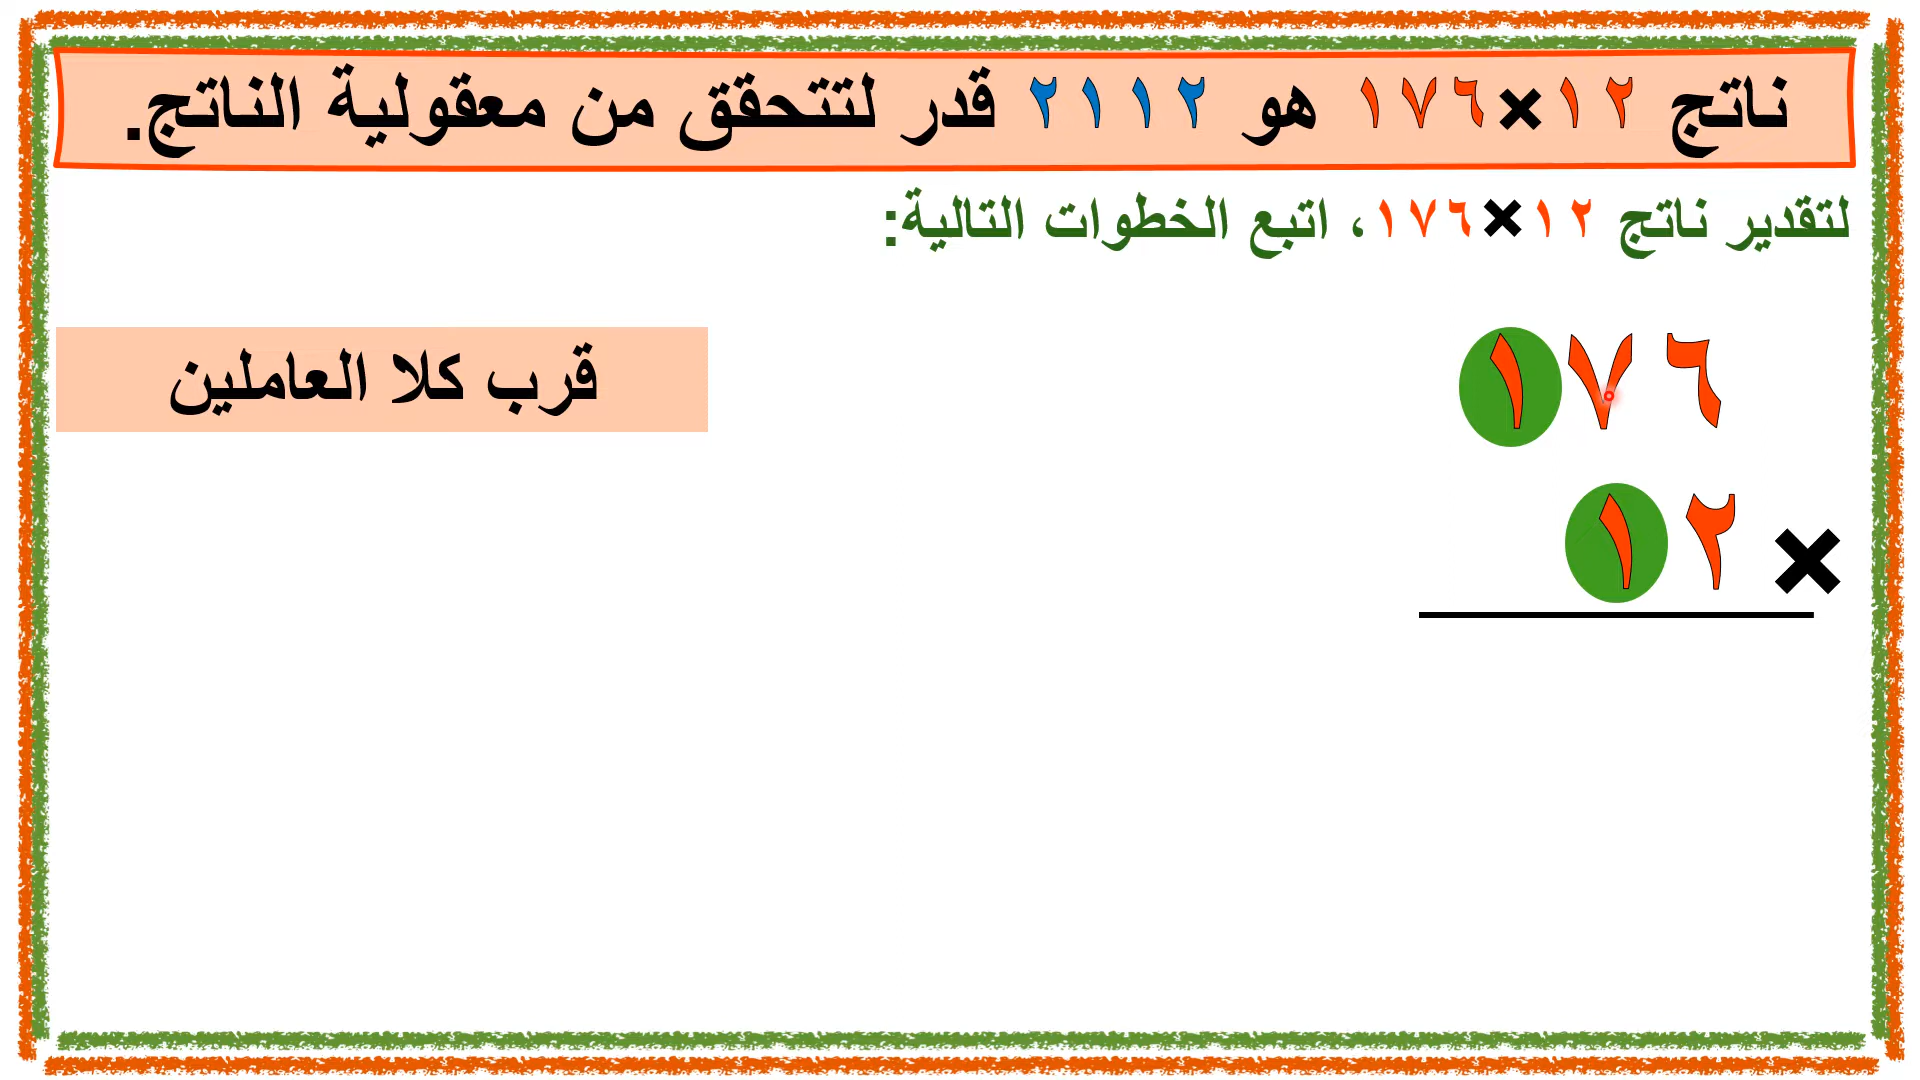 ناتج ١٢×١٧٦ هو ٢١١٢ قدر لتتحقق من معقولية الناتج.
لتقدير ناتج ١٢×١٧٦، اتبع الخطوات التالية:
١٧٦
قرب كلا العاملين
× ١٢